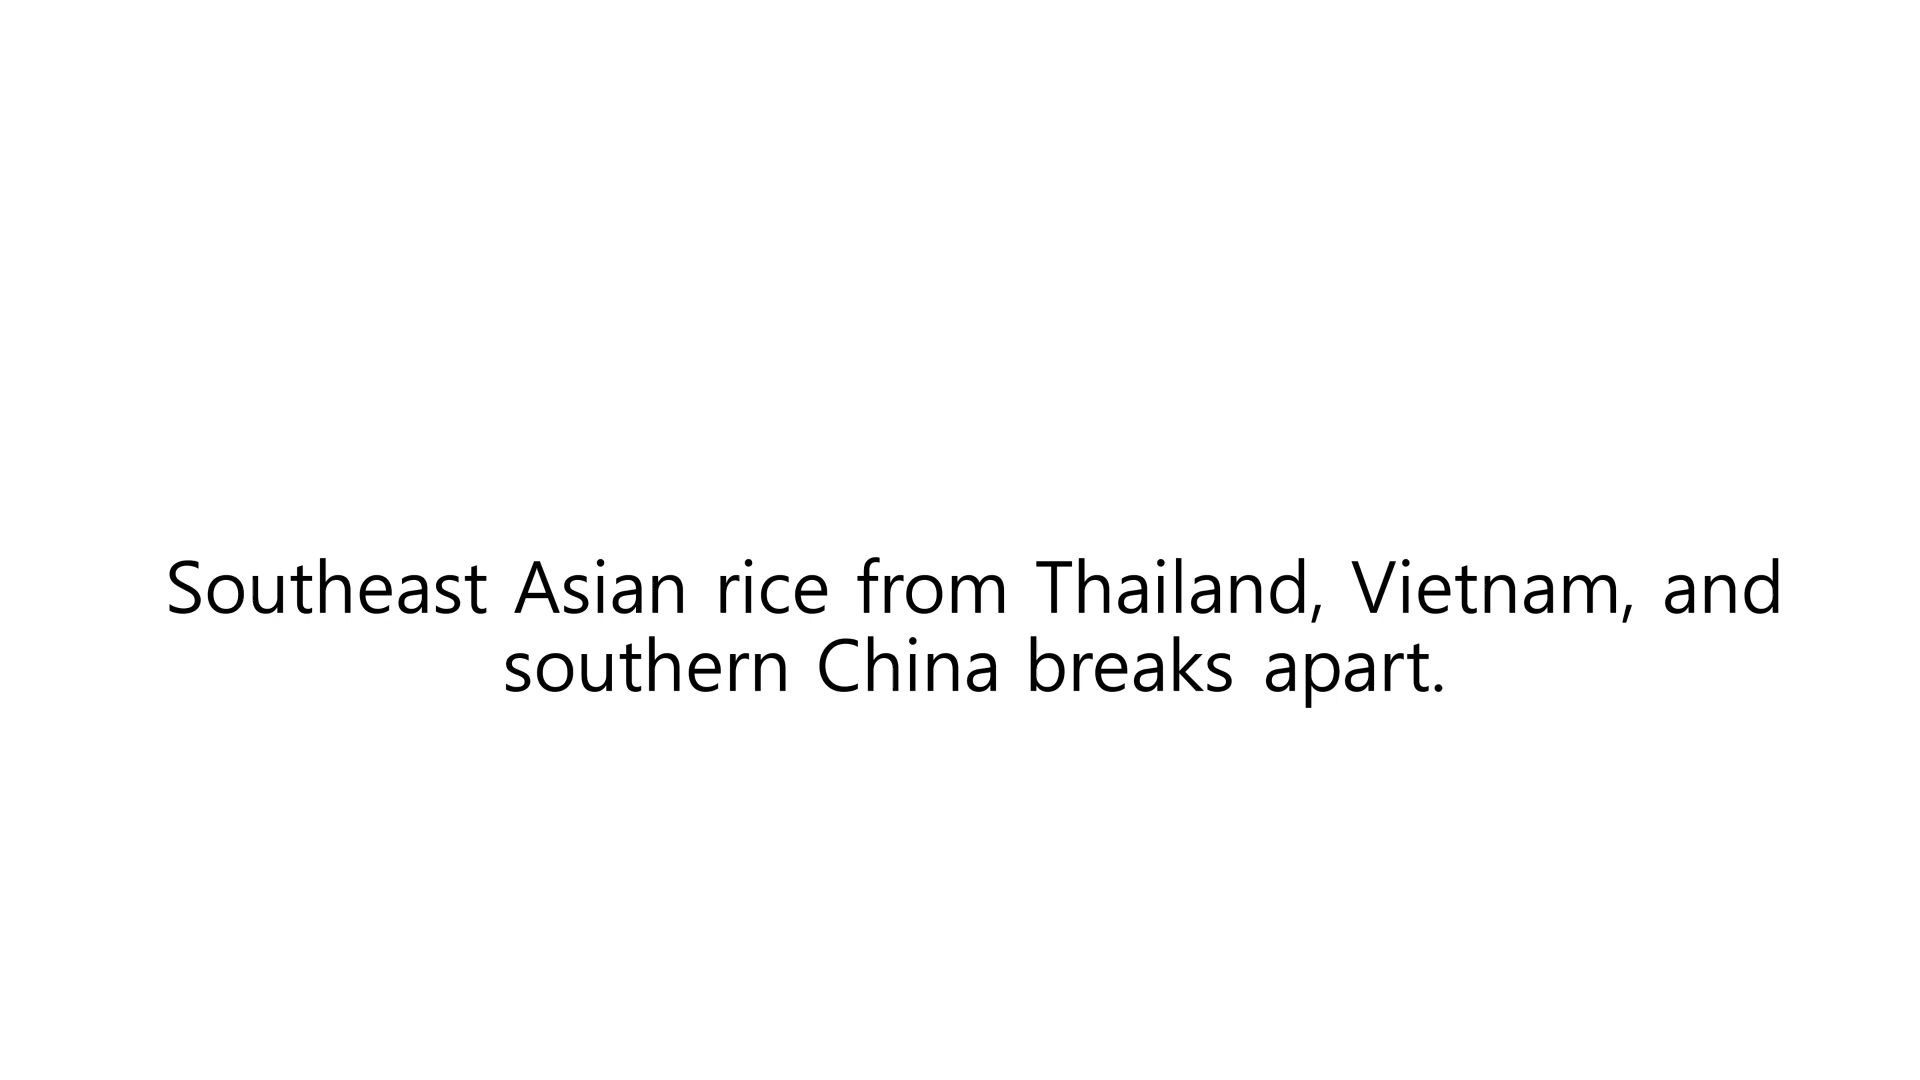 Southeast Asian rice from Thailand, Vietnam, and
southern China breaks apart.